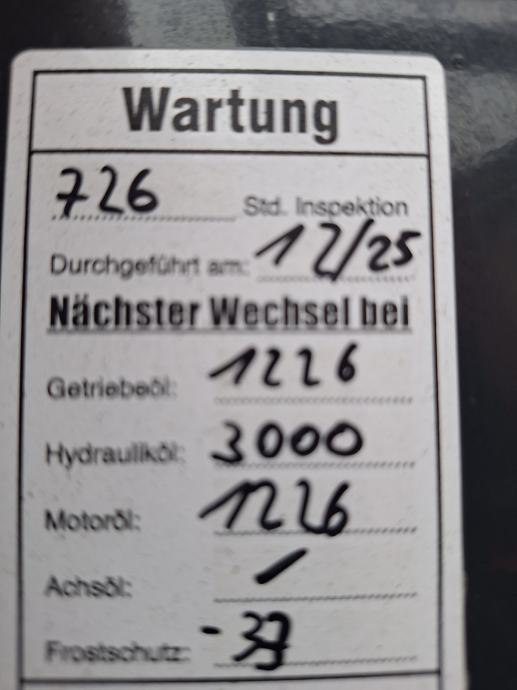 Wartung
726 Std. Inspektion
Durchgeführt am: 12/25
Nächster Wechsel bei
Getriebeöl: 1226
Hydrauliköl: 3000
Motoröl: 1226
Achsöl: /
Frostschutz: -37